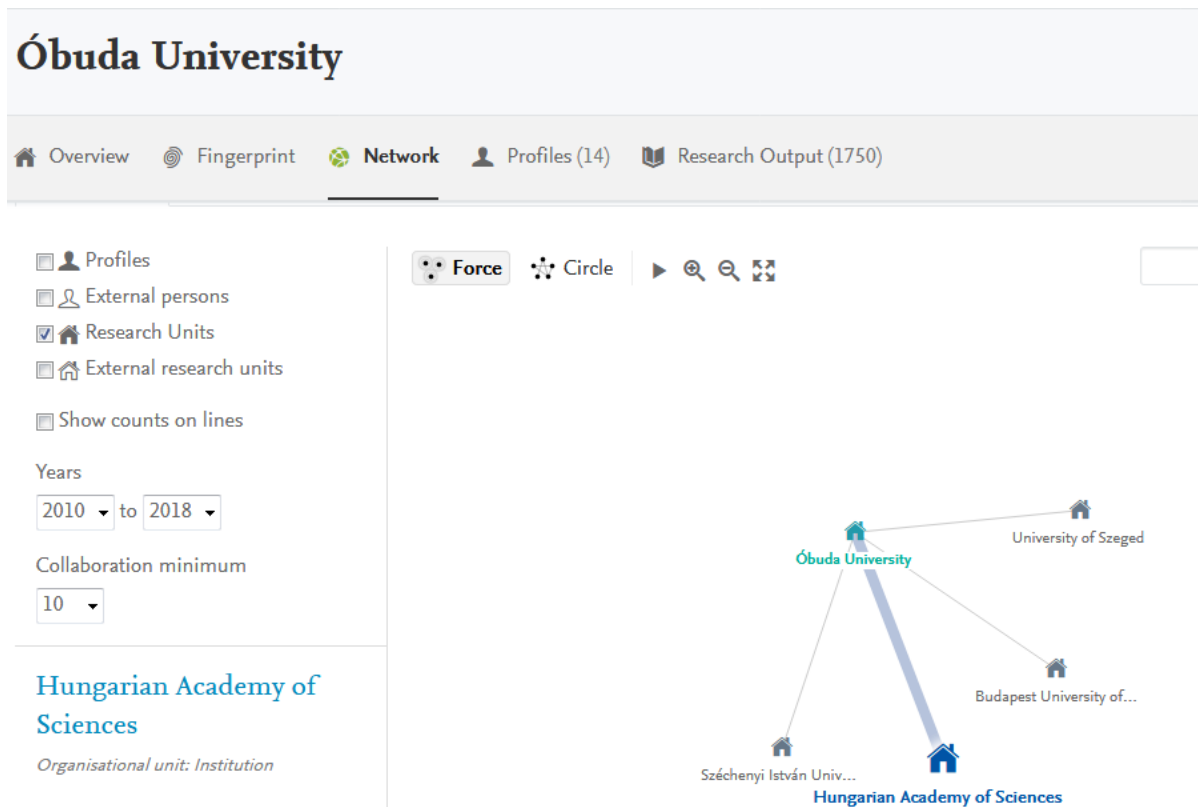 Óbuda University
Overview Fingerprint Network Profiles (14) Research Output (1750)
Profiles
External persons
Research Units
External research units
Show counts on lines
Years
2010 to 2018
Collaboration minimum
10
Hungarian Academy of
Sciences
Organisational unit: Institution
Force Circle
University of Szeged
Óbuda University
Budapest University of...
Széchenyi István Univ...
Hungarian Academy of Sciences